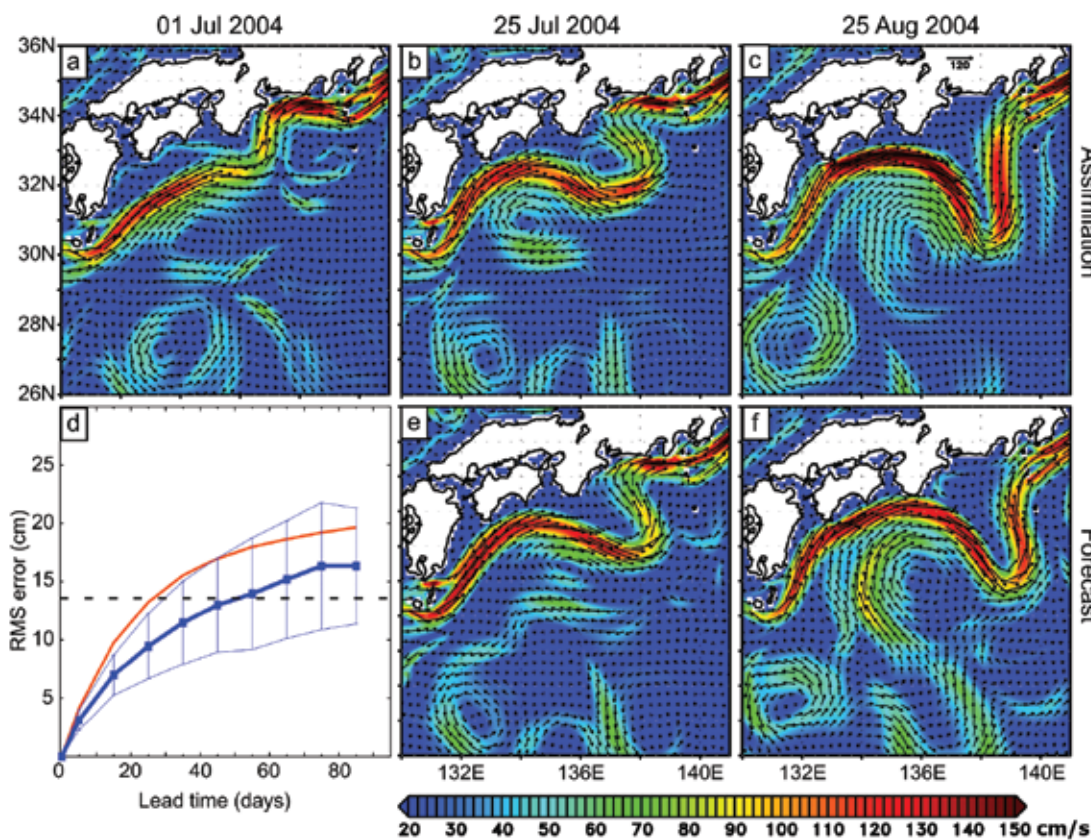 01 Jul 2004
25 Jul 2004
25 Aug 2004
36N
34N
32N
30N
28N
26N
a
b
c
120
Assimilation
d
RMS error (cm)
25
20
15
10
5
0
20
40
60
80
Lead time (days)
e
f
Forecast
132E
136E
140E
132E
136E
140E
20 30 40 50 60 70 80 90 100 110 120 130 140 150 cm/s